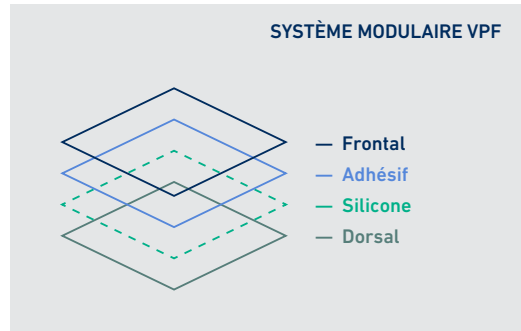 SYSTÈME MODULAIRE VPF
— Frontal
— Adhésif
— Silicone
— Dorsal